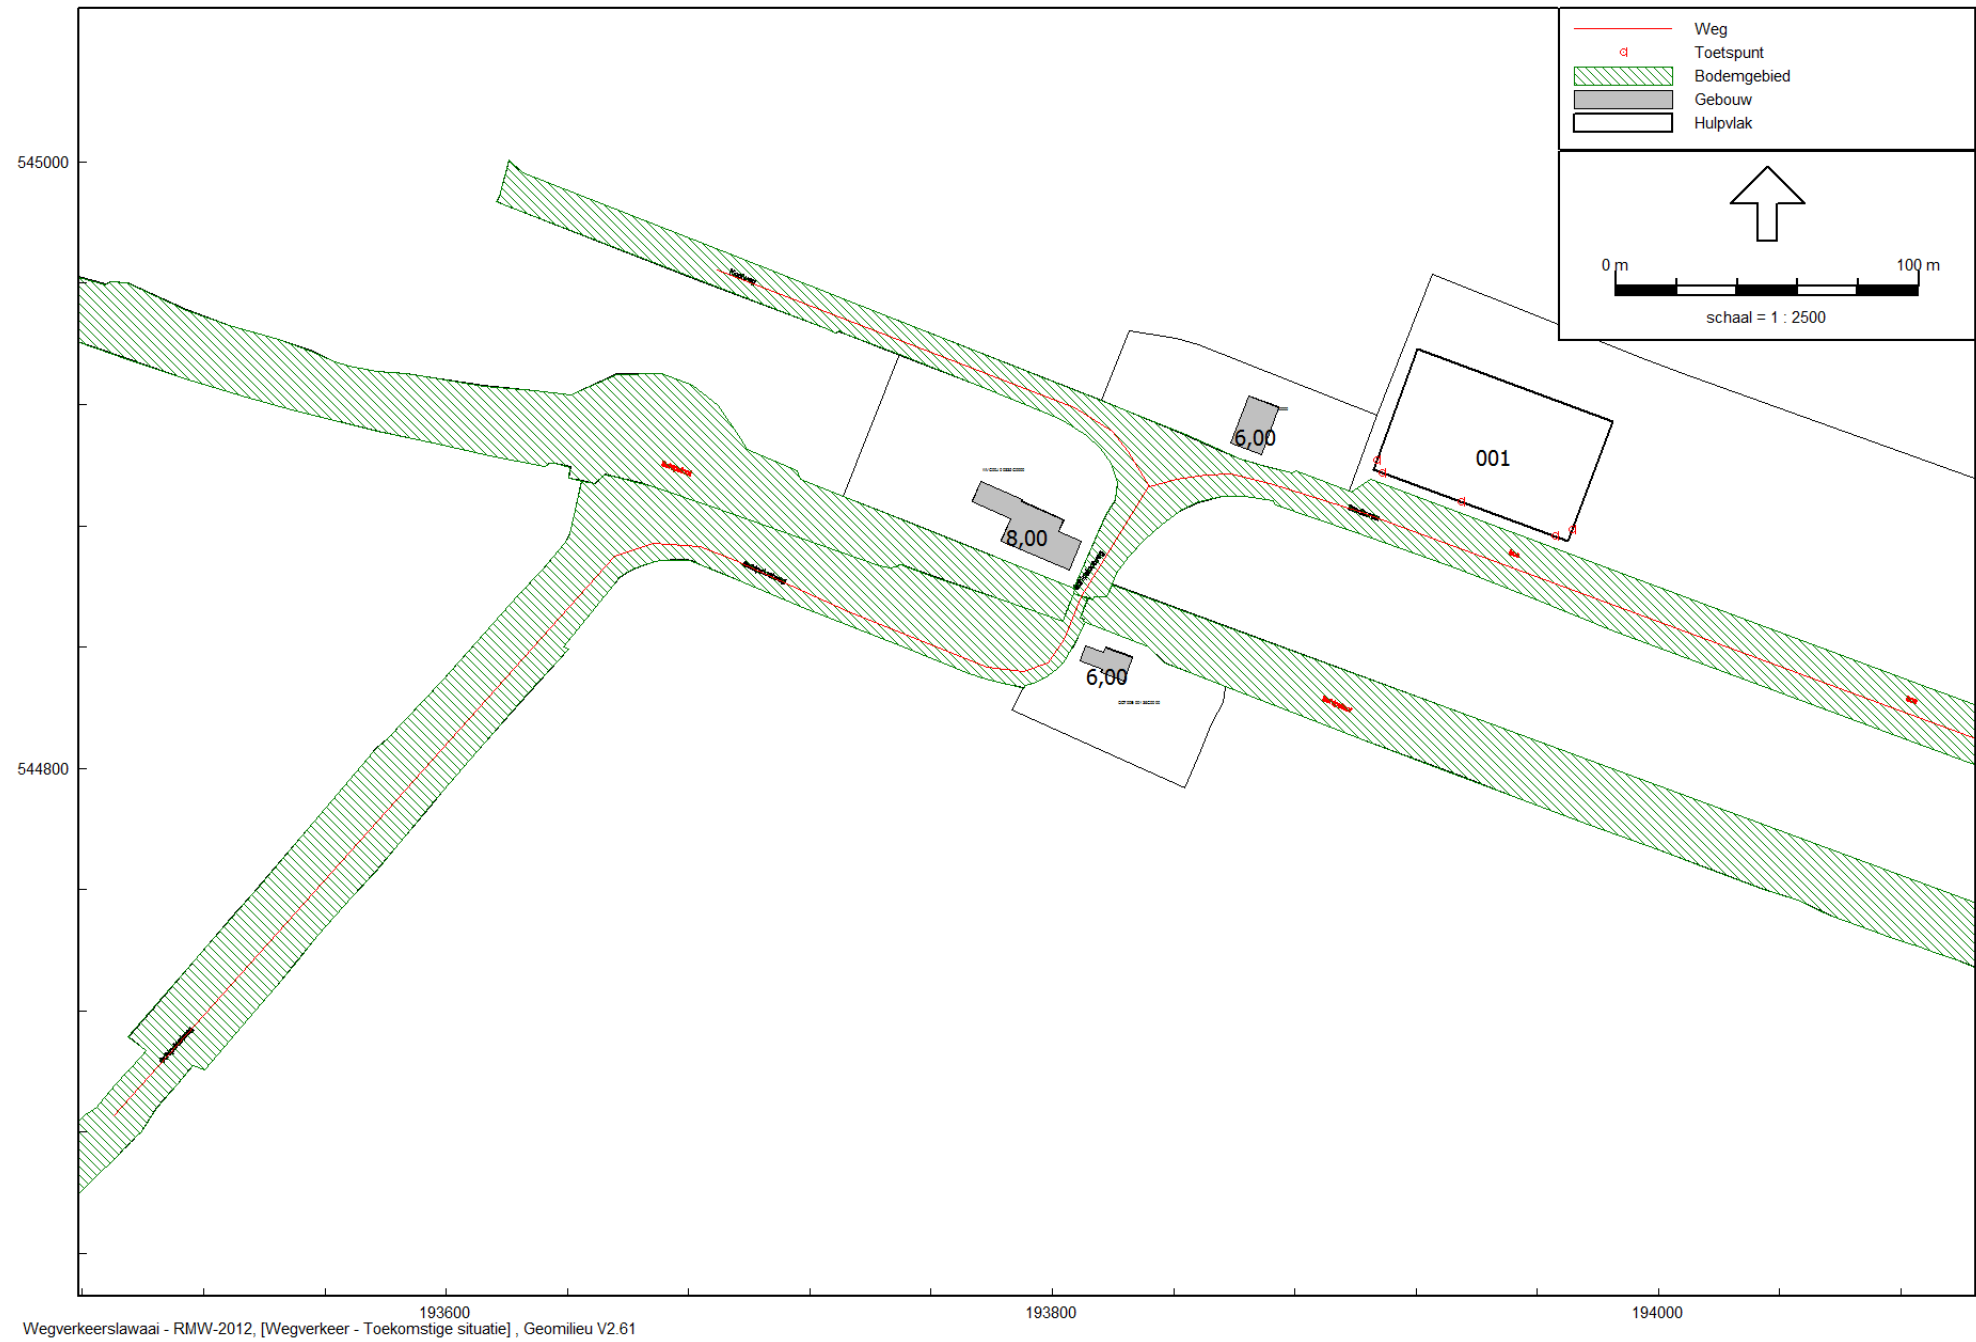 Weg
Toetspunt
Bodemgebied
Gebouw
Hulpvlak
545000
0 m 100 m
schaal = 1 : 2500
6,00
001
8,00
6,00
544800
193600 193800 194000
Wegverkeerslawaai - RMW-2012, [Wegverkeer - Toekomstige situatie] , Geomilieu V2.61